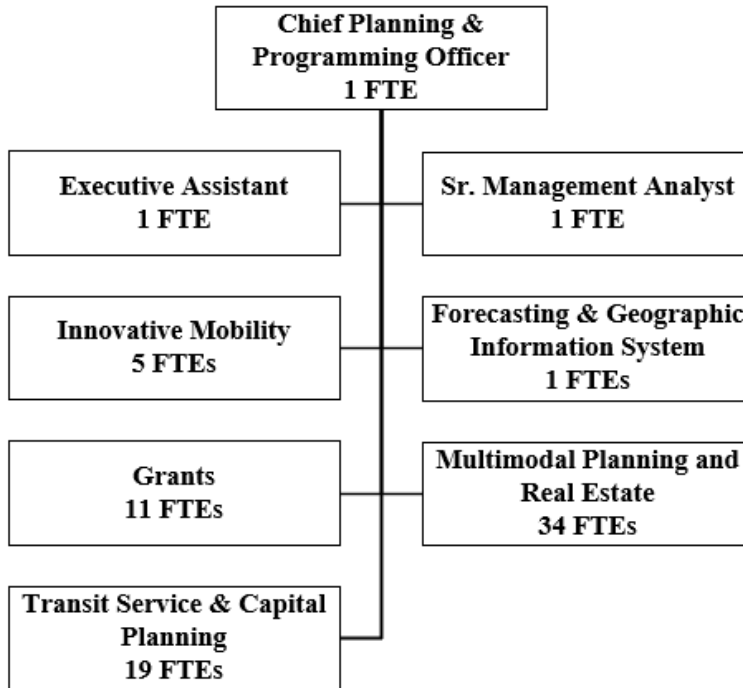 Chief Planning &
Programming Officer
1 FTE
Executive Assistant
1 FTE
Sr. Management Analyst
1 FTE
Innovative Mobility
5 FTEs
Forecasting & Geographic
Information System
1 FTEs
Grants
11 FTEs
Multimodal Planning and
Real Estate
34 FTEs
Transit Service & Capital
Planning
19 FTEs